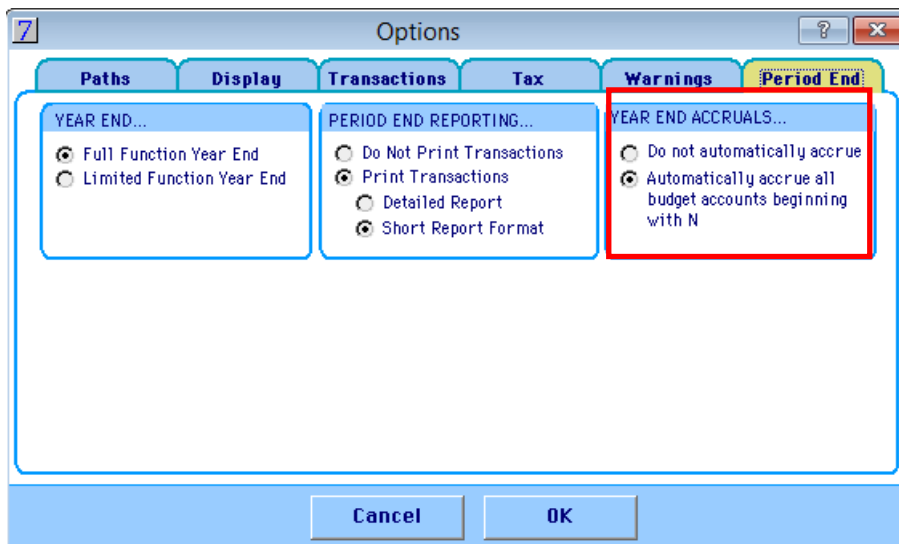 7
Options
?
Paths
Display
Transactions
Tax
Warnings
Period End
YEAR END...
Full Function Year End
Limited Function Year End
PERIOD END REPORTING...
Do Not Print Transactions
Print Transactions
Detailed Report
Short Report Format
YEAR END ACCRUALS...
Do not automatically accrue
Automatically accrue all
budget accounts beginning
with N
Cancel
OK